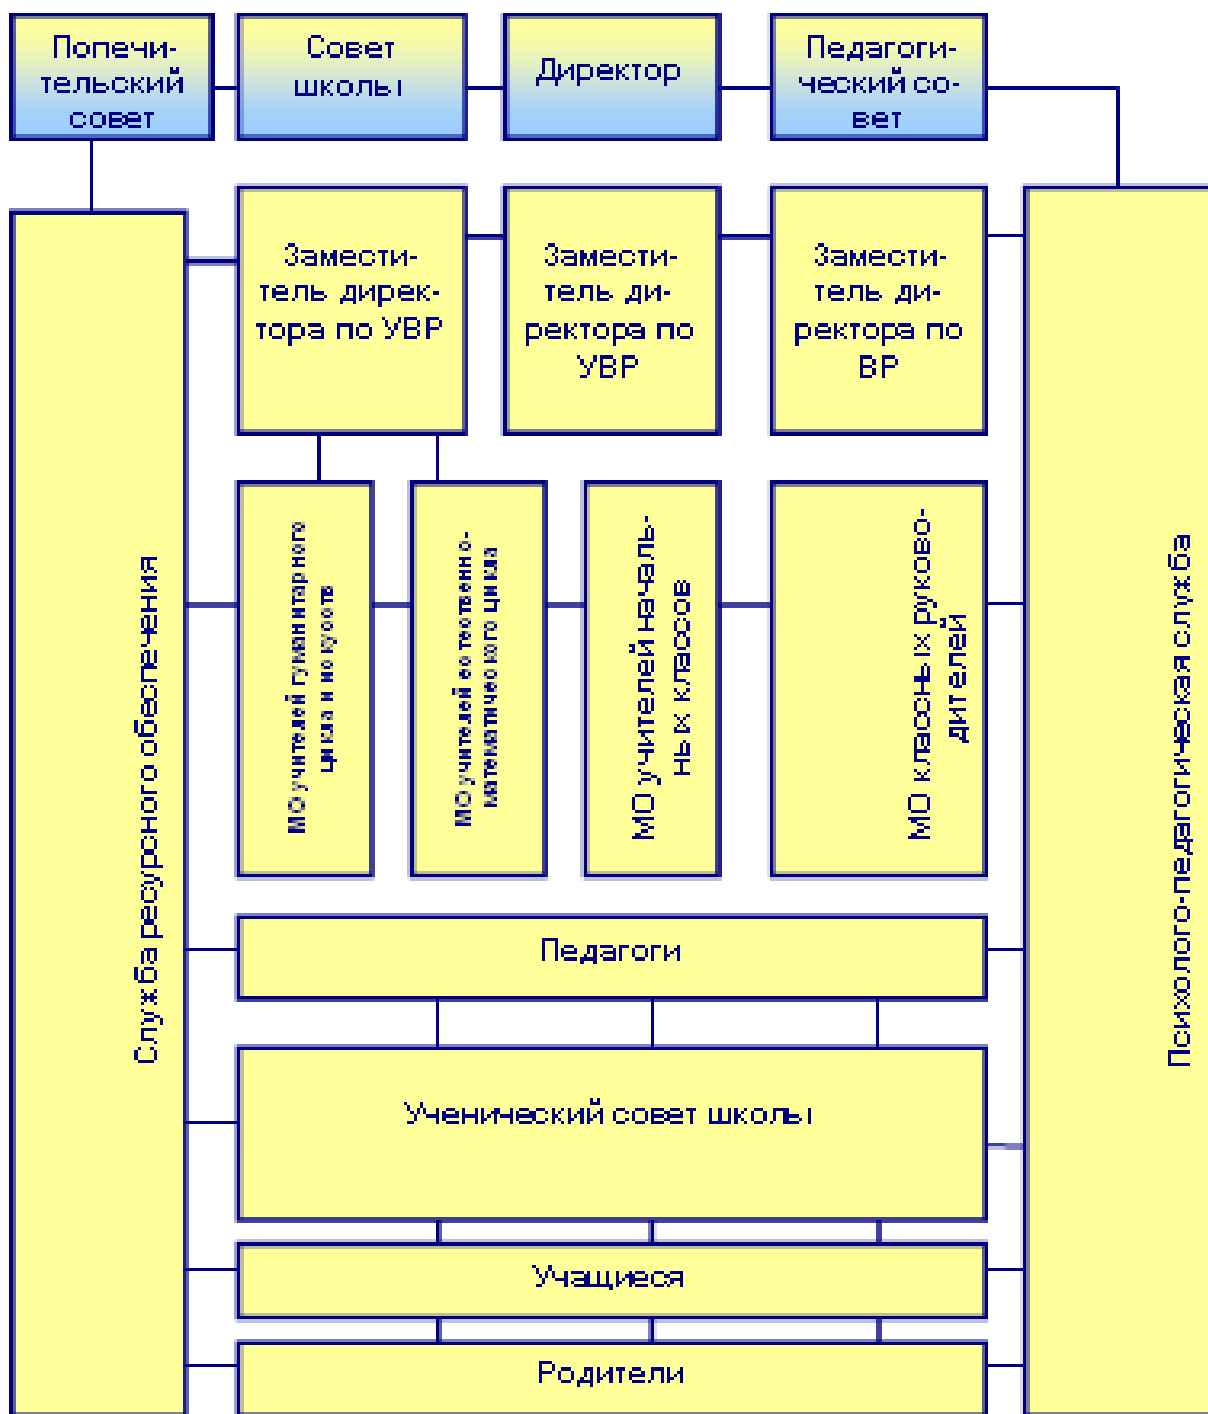 Попечи-
тельский
совет
Совет
школы
Директор
Педагоги-
ческий со-
вет
Замести-
тель дирек-
тора по УВР
Замести-
тель ди-
ректора по
УВР
Замести-
тель ди-
ректора по
ВР
Служба ресурсного обеспечения
МО учителей гуманитарного
цикла и искусств
МО учителей естественно-
математического цикла
МО учителей началь-
ных классов
МО классных руково-
дителей
Психолого-педагогическая служба
Педагоги
Ученический совет школы
Учащиеся
Родители